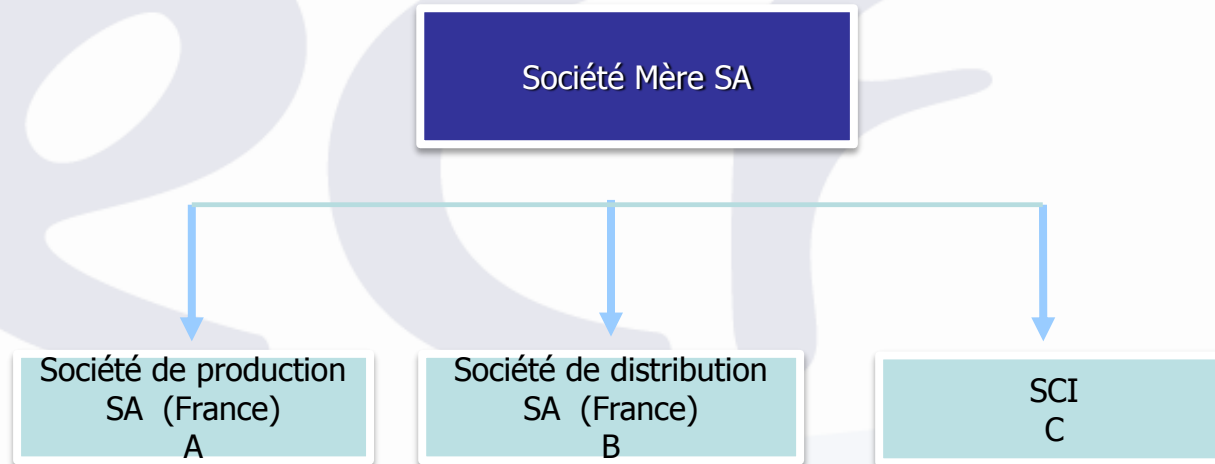 Société Mère SA
Société de production
SA (France)
A
Société de distribution
SA (France)
B
SCI
C